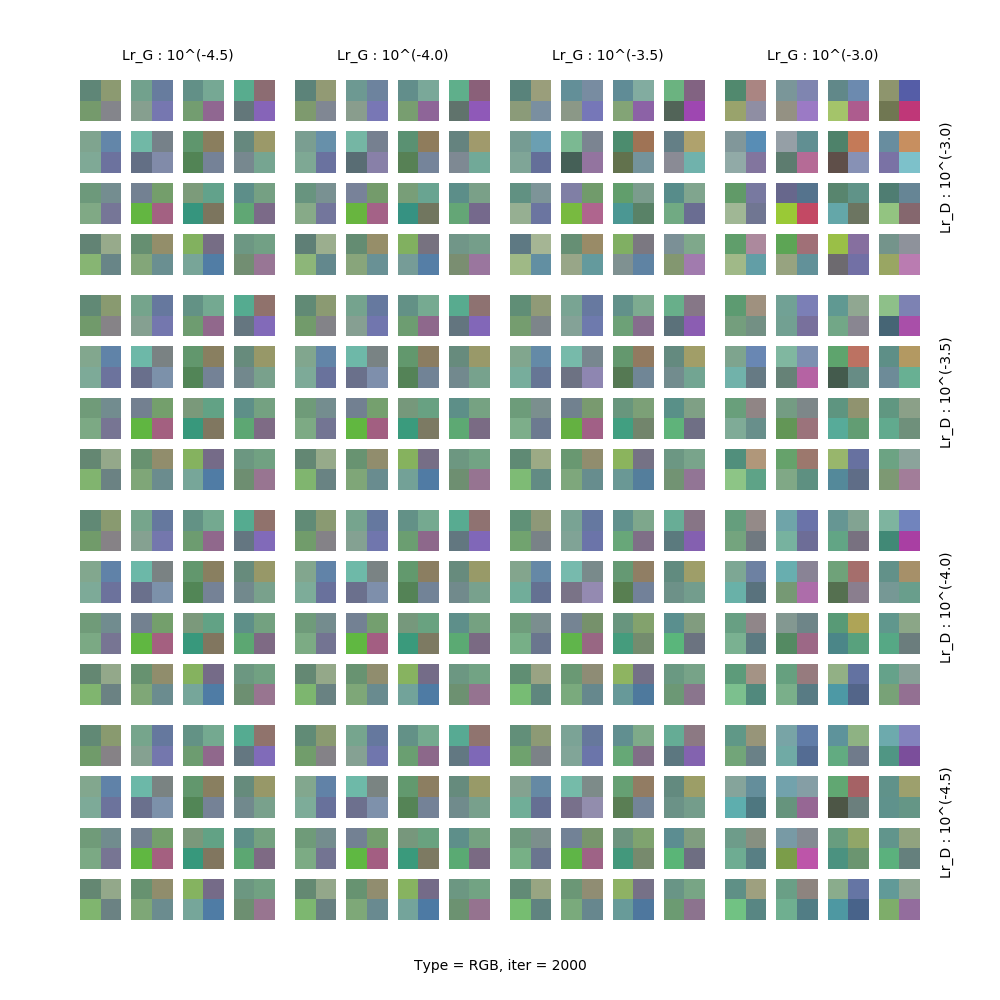 Lr_G : 10^(-4.5)
Lr_G : 10^(-4.0)
Lr_G : 10^(-3.5)
Lr_G : 10^(-3.0)
Lr_D : 10^(-3.0)
Lr_D : 10^(-3.5)
Lr_D : 10^(-4.0)
Lr_D : 10^(-4.5)
Type = RGB, iter = 2000